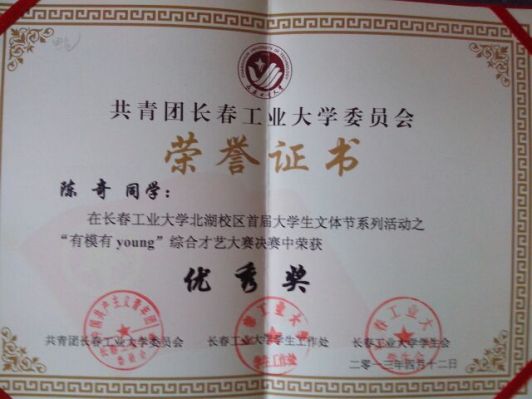 共青团长春工业大学委员会
荣誉证书
陈奇同学：
在长春工业大学北湖校区首届大学生文体节系列活动之
“有模有young”综合才艺大赛决赛中荣获
优秀奖
共青团长春工业大学委员会 长春工业大学学生工作处 长春工业大学学生会
二零一三年四月十二日